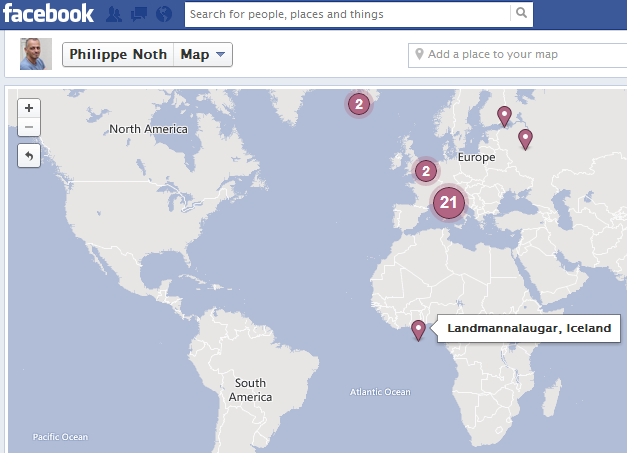 facebook
Search for people, places and things
Philippe Noth
Map
Add a place to your map
+
−
North America
2
Europe
2
21
Landmannalaugar, Iceland
South
America
Atlantic Ocean
Pacific Ocean